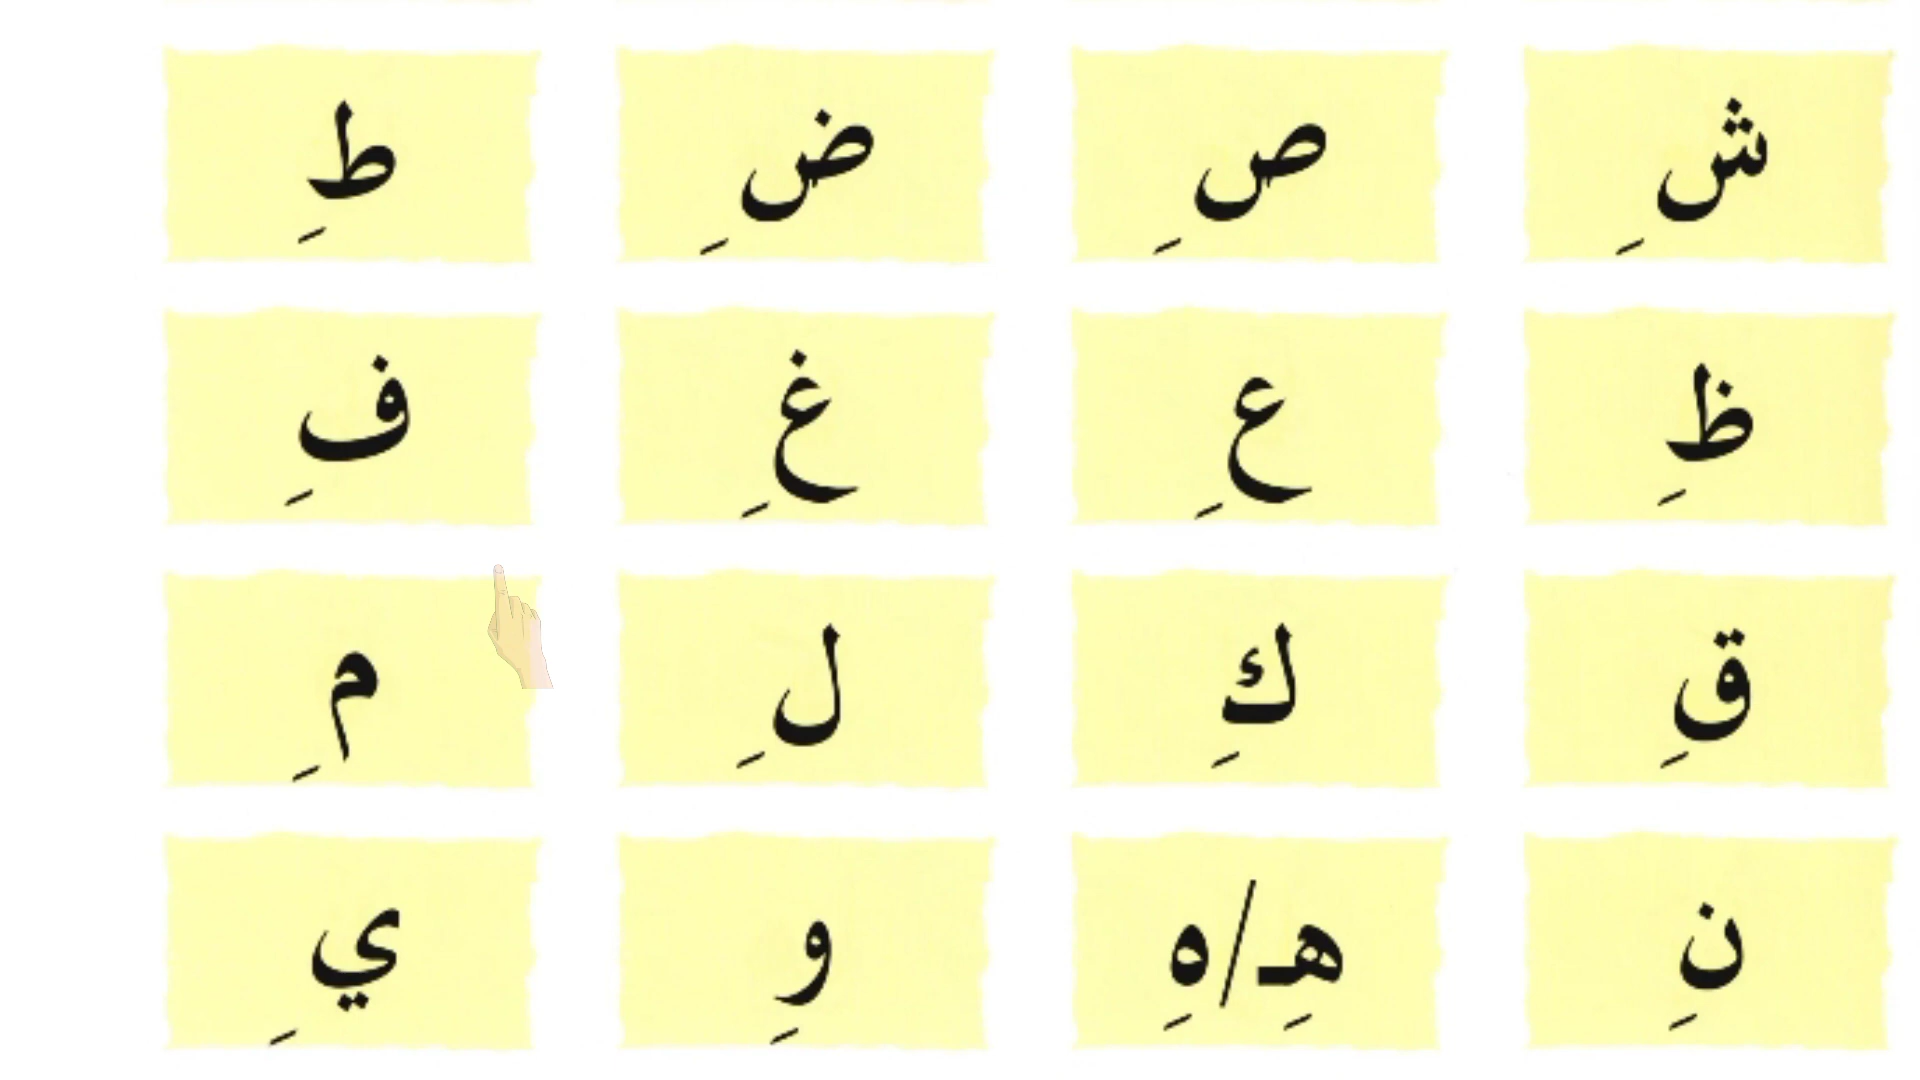 شِ صِ ضِ طِ
ظِ عِ غِ فِ
قِ كِ لِ مِ
نِ هِـ/هِ وِ يِ